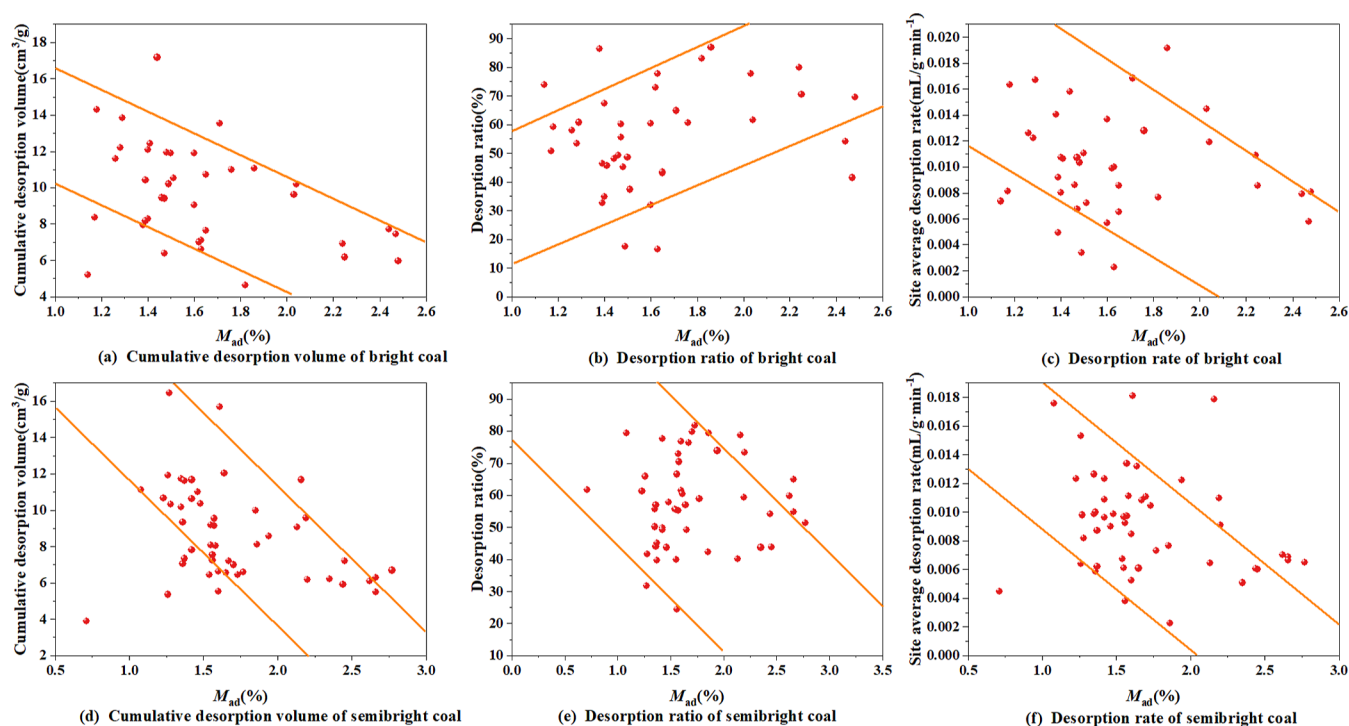 Cumulative desorption volume(cm³/g)
18
16
14
12
10
8
6
4
1.0 1.2 1.4 1.6 1.8 2.0 2.2 2.4 2.6
Mad(%)
(a) Cumulative desorption volume of bright coal
Desorption ratio(%)
90
80
70
60
50
40
30
20
10
0
1.0 1.2 1.4 1.6 1.8 2.0 2.2 2.4 2.6
Mad(%)
(b) Desorption ratio of bright coal
Site average desorption rate(mL/g·min⁻¹)
0.020
0.018
0.016
0.014
0.012
0.010
0.008
0.006
0.004
0.002
0.000
1.0 1.2 1.4 1.6 1.8 2.0 2.2 2.4 2.6
Mad(%)
(c) Desorption rate of bright coal
Cumulative desorption volume(cm³/g)
16
14
12
10
8
6
4
2
0.5 1.0 1.5 2.0 2.5 3.0
Mad(%)
(d) Cumulative desorption volume of semibright coal
Desorption ratio(%)
90
80
70
60
50
40
30
20
10
0.0 0.5 1.0 1.5 2.0 2.5 3.0 3.5
Mad(%)
(e) Desorption ratio of semibright coal
Site average desorption rate(mL/g·min⁻¹)
0.018
0.016
0.014
0.012
0.010
0.008
0.006
0.004
0.002
0.000
0.5 1.0 1.5 2.0 2.5 3.0
Mad(%)
(f) Desorption rate of semibright coal